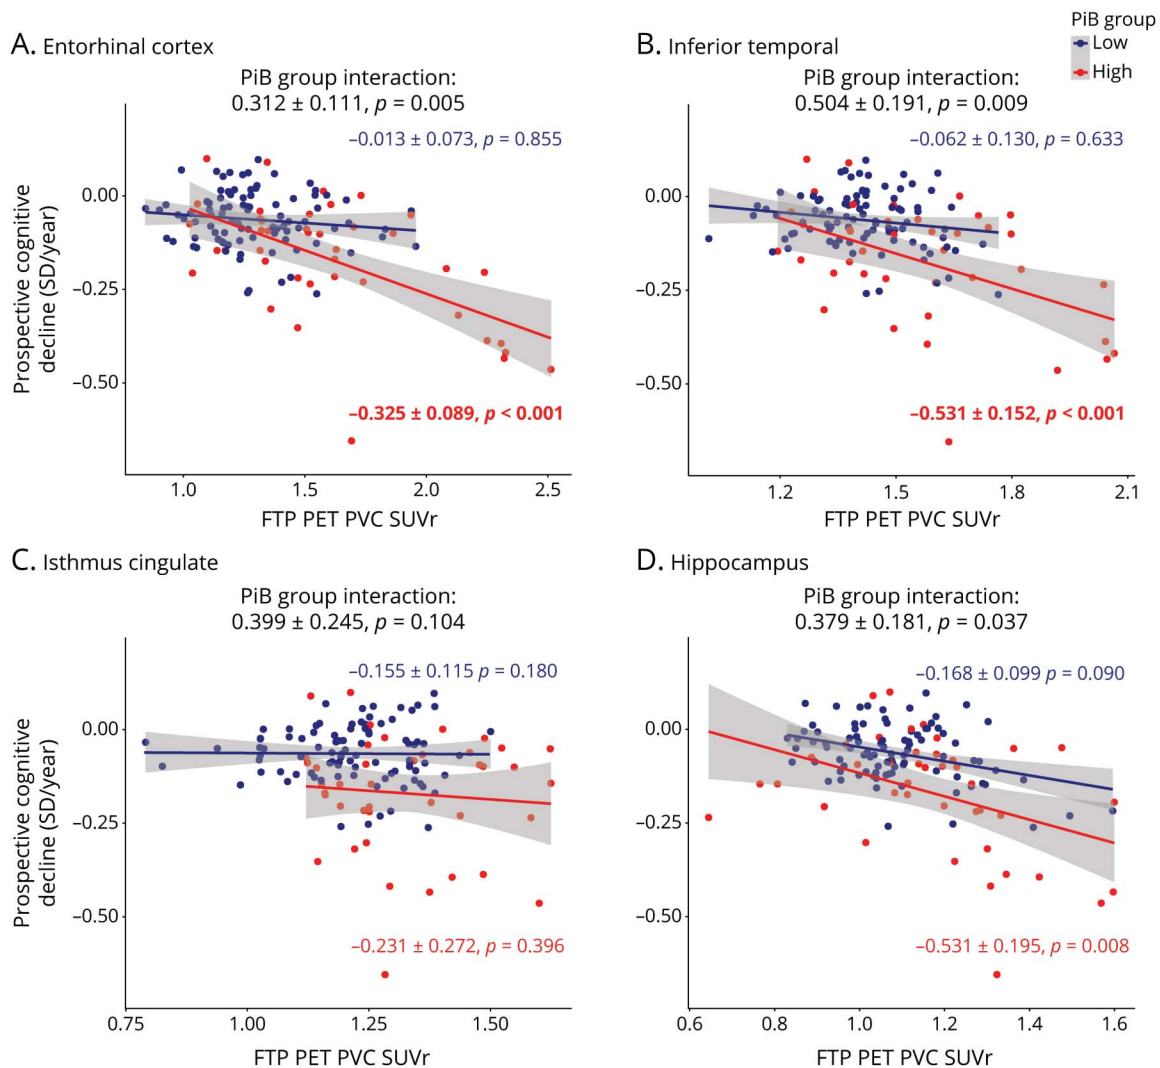 PiB group
Low
High
A. Entorhinal cortex
PiB group interaction:
0.312 ± 0.111, p = 0.005
–0.013 ± 0.073, p = 0.855
0.00
–0.25
–0.50
Prospective cognitive
decline (SD/year)
–0.325 ± 0.089, p < 0.001
1.0 1.5 2.0 2.5
FTP PET PVC SUVr
B. Inferior temporal
PiB group interaction:
0.504 ± 0.191, p = 0.009
–0.062 ± 0.130, p = 0.633
0.00
–0.25
–0.50
–0.531 ± 0.152, p < 0.001
1.2 1.5 1.8 2.1
FTP PET PVC SUVr
C. Isthmus cingulate
PiB group interaction:
0.399 ± 0.245, p = 0.104
–0.155 ± 0.115 p = 0.180
0.00
–0.25
–0.50
Prospective cognitive
decline (SD/year)
–0.231 ± 0.272, p = 0.396
0.75 1.00 1.25 1.50
FTP PET PVC SUVr
D. Hippocampus
PiB group interaction:
0.379 ± 0.181, p = 0.037
–0.168 ± 0.099 p = 0.090
0.00
–0.25
–0.50
–0.531 ± 0.195, p = 0.008
0.6 0.8 1.0 1.2 1.4 1.6
FTP PET PVC SUVr